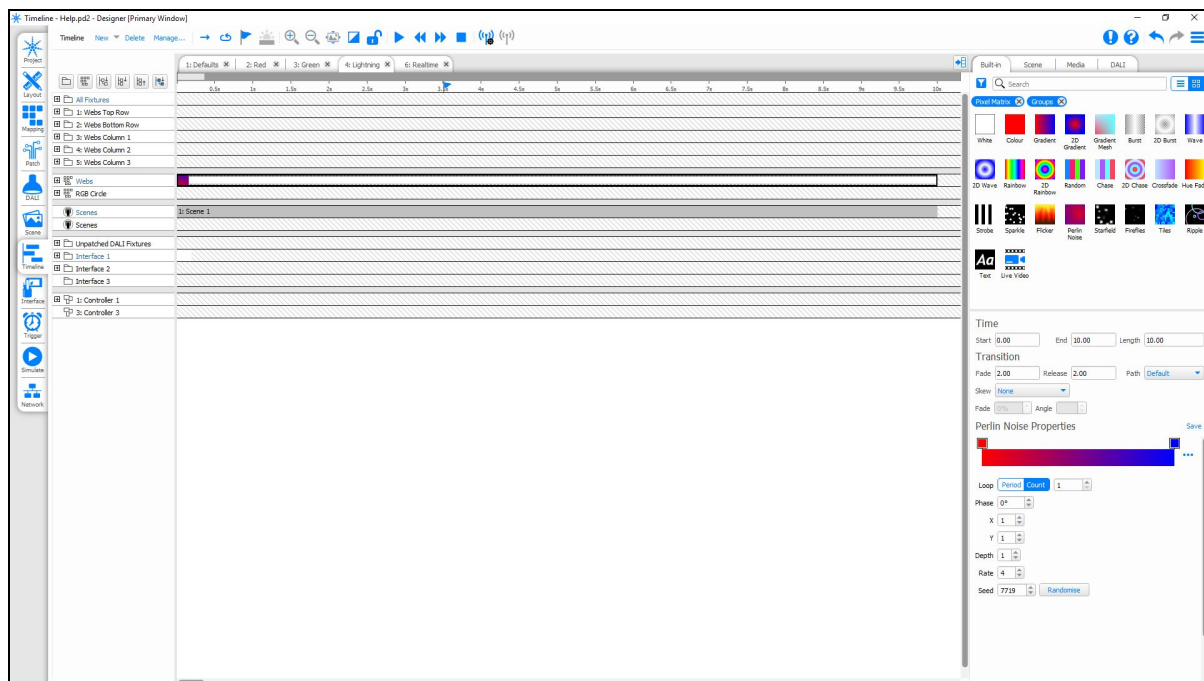 Timeline - Help.pd2 - Designer [Primary Window]
Timeline New Delete Manage...
Project
Layout
Mapping
Patch
DALI
Scene
Timeline
Interface
Trigger
Simulate
Network
1: Defaults 2: Red 3: Green 4: Lightning 6: Realtime
0.5s 1s 1.5s 2s 2.5s 3s 3.5s 4s 4.5s 5s 5.5s 6s 6.5s 7s 7.5s 8s 8.5s 9s 9.5s 10s
All Fixtures
1: Webs Top Row
2: Webs Bottom Row
3: Webs Column 1
4: Webs Column 2
5: Webs Column 3
Webs
RGB Circle
Scenes 1: Scene 1
Scenes
Unpatched DALI Fixtures
Interface 1
Interface 2
Interface 3
1: Controller 1
3: Controller 3
Built-in Scene Media DALI
Search
Pixel Matrix Groups
White Colour Gradient 2D Gradient Gradient Mesh Burst 2D Burst Wave
2D Wave Rainbow 2D Rainbow Random Chase 2D Chase Crossfade Hue Fad
Strobe Sparkle Flicker Perlin Noise Starfield Fireflies Tiles Ripple
Aa
Text Live Video
Time
Start 0.00 End 10.00 Length 10.00
Transition
Fade 2.00 Release 2.00 Path Default
Skew None
Fade 0% Angle
Perlin Noise Properties Save
Loop Period Count 1
Phase 0°
X 1
Y 1
Depth 1
Rate 4
Seed 7719 Randomise